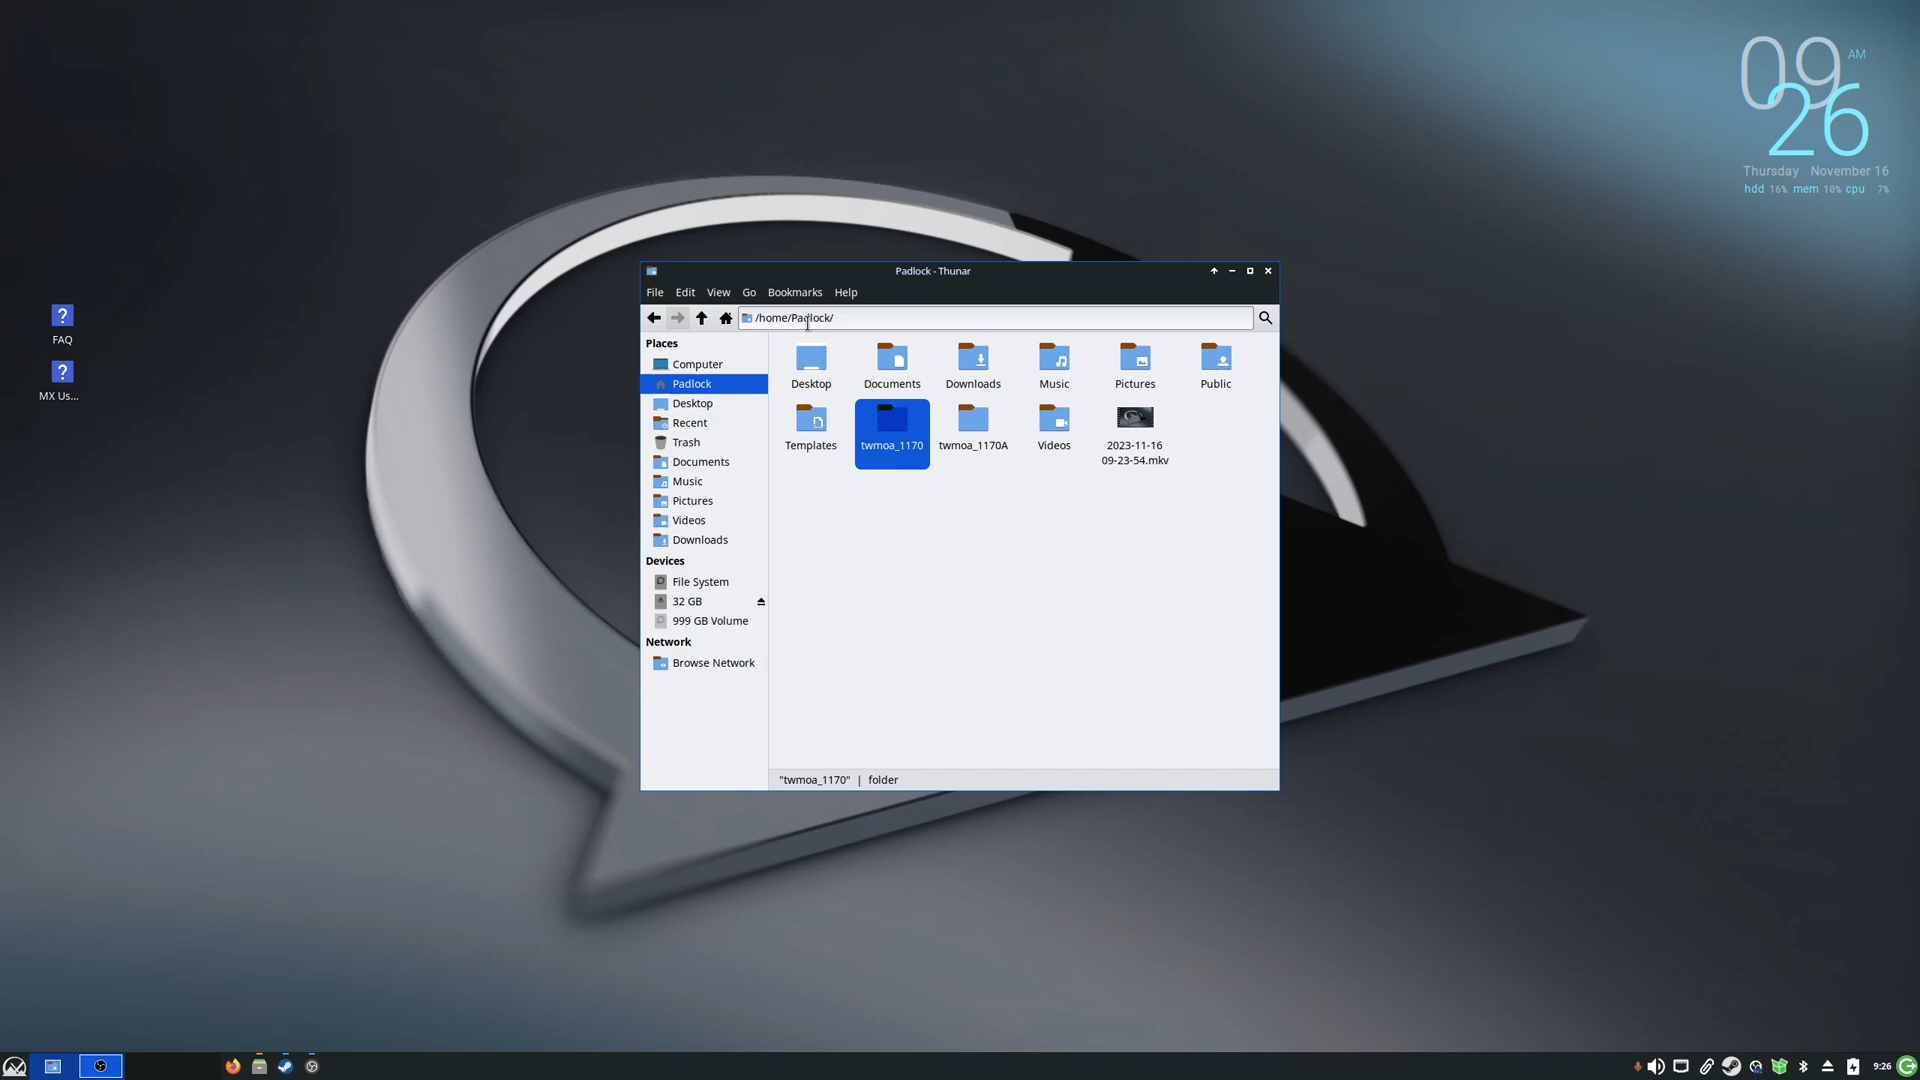 09 AM
26
Thursday November 16
hdd 16% mem 10% cpu 7%
FAQ
MX Us...
Padlock - Thunar
File Edit View Go Bookmarks Help
/home/Padlock/
Places
Computer
Padlock
Desktop
Recent
Trash
Documents
Music
Pictures
Videos
Downloads
Devices
File System
32 GB
999 GB Volume
Network
Browse Network
Desktop Documents Downloads Music Pictures Public
Templates twmoa_1170 twmoa_1170A Videos 2023-11-16
09-23-54.mkv
"twmoa_1170" | folder
9:26